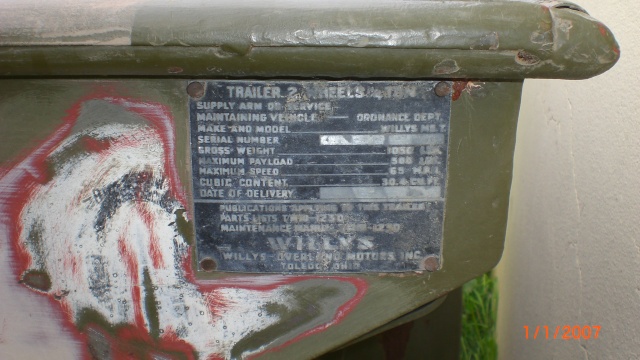 TRAILER 2 WHEELS ¼ TON
SUPPLY ARM OR SERVICE
MAINTAINING VEHICLE — ORDNANCE DEPT.
MAKE AND MODEL WILLYS MB T
SERIAL NUMBER
GROSS WEIGHT LBS.
MAXIMUM PAYLOAD LBS.
MAXIMUM SPEED 65 M.P.H.
CUBIC CONTENT
DATE OF DELIVERY
PUBLICATIONS APPLYING TO THIS TRAILER
PARTS LISTS
MAINTENANCE MANUAL
WILLYS
WILLYS-OVERLAND MOTORS INC.
TOLEDO, OHIO
1/1/2007